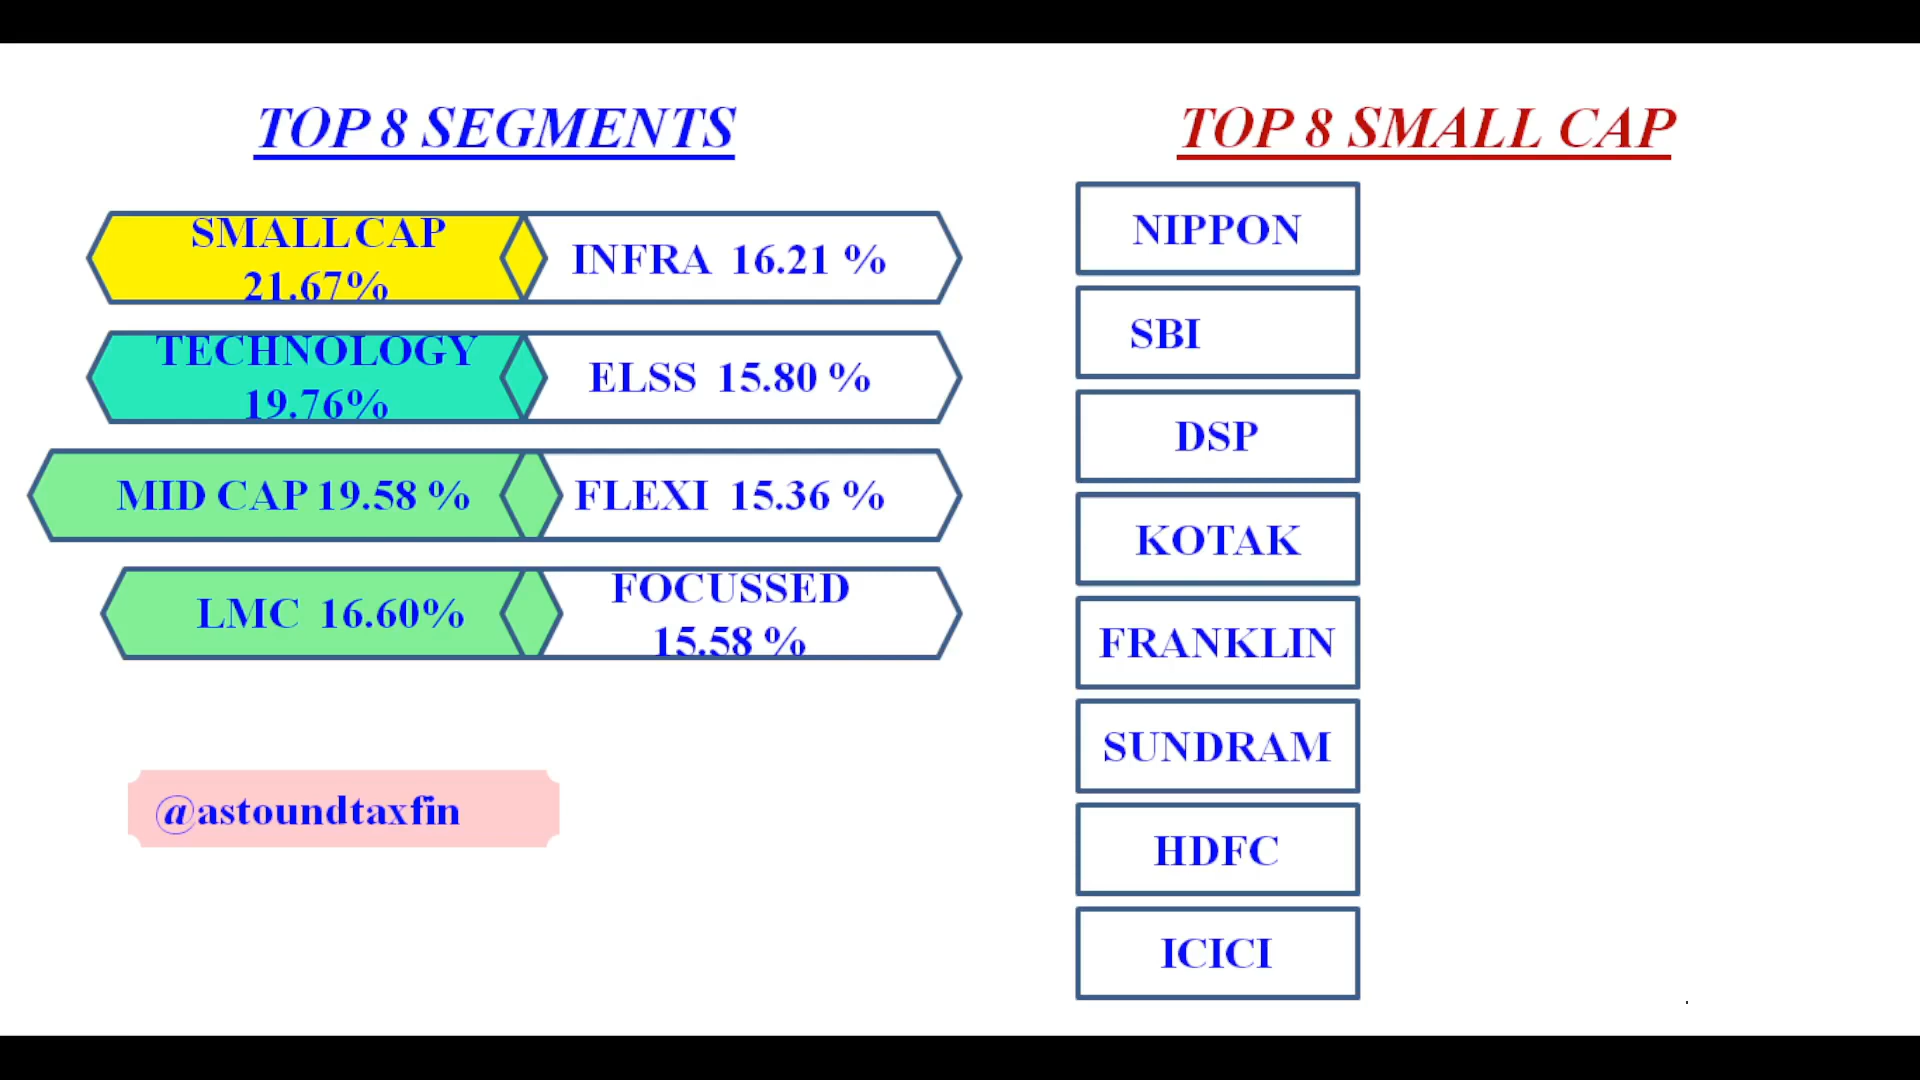 TOP 8 SEGMENTS
SMALL CAP
21.67%
INFRA 16.21 %
TECHNOLOGY
19.76%
ELSS 15.80 %
MID CAP 19.58 %
FLEXI 15.36 %
LMC 16.60%
FOCUSSED
15.58 %
@astoundtaxfin
TOP 8 SMALL CAP
NIPPON
SBI
DSP
KOTAK
FRANKLIN
SUNDRAM
HDFC
ICICI